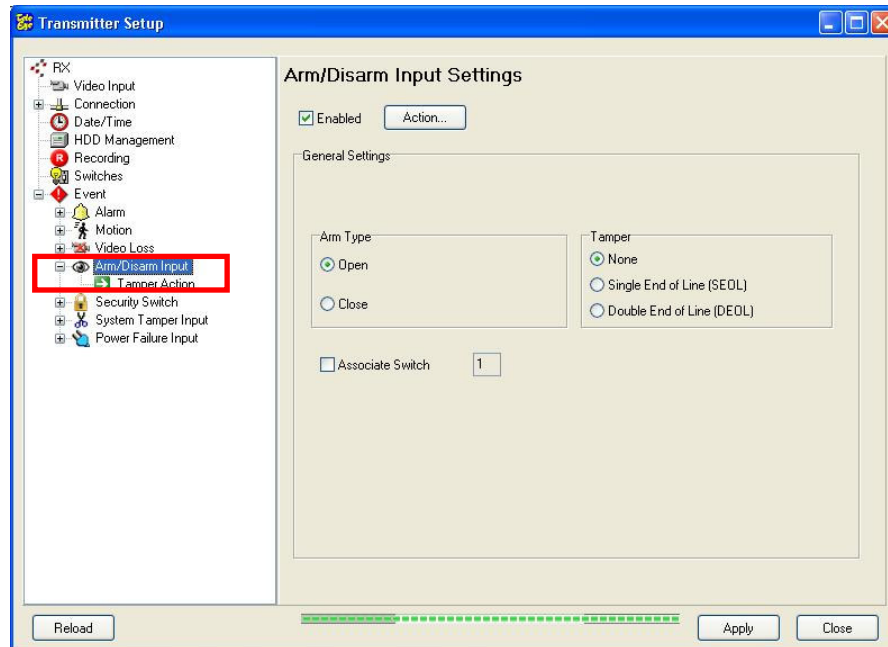 Transmitter Setup
RX
Video Input
Connection
Date/Time
HDD Management
Recording
Switches
Event
Alarm
Motion
Video Loss
Arm/Disarm Input
Tamper Action
Security Switch
System Tamper Input
Power Failure Input
Arm/Disarm Input Settings
Enabled
Action...
General Settings
Arm Type
Open
Close
Tamper
None
Single End of Line (SEOL)
Double End of Line (DEOL)
Associate Switch
1
Reload
Apply
Close